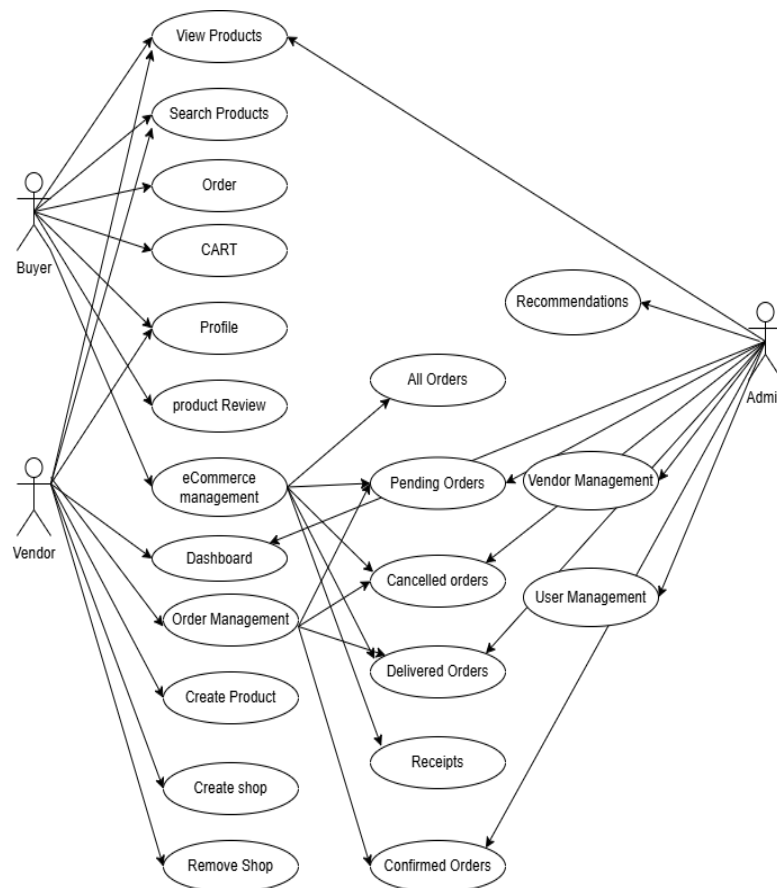 View Products
Search Products
Order
CART
Buyer
Profile
Recommendations
Admi
All Orders
product Review
eCommerce
management
Pending Orders
Vendor Management
Vendor
Dashboard
Cancelled orders
Order Management
User Management
Delivered Orders
Create Product
Receipts
Create shop
Remove Shop
Confirmed Orders